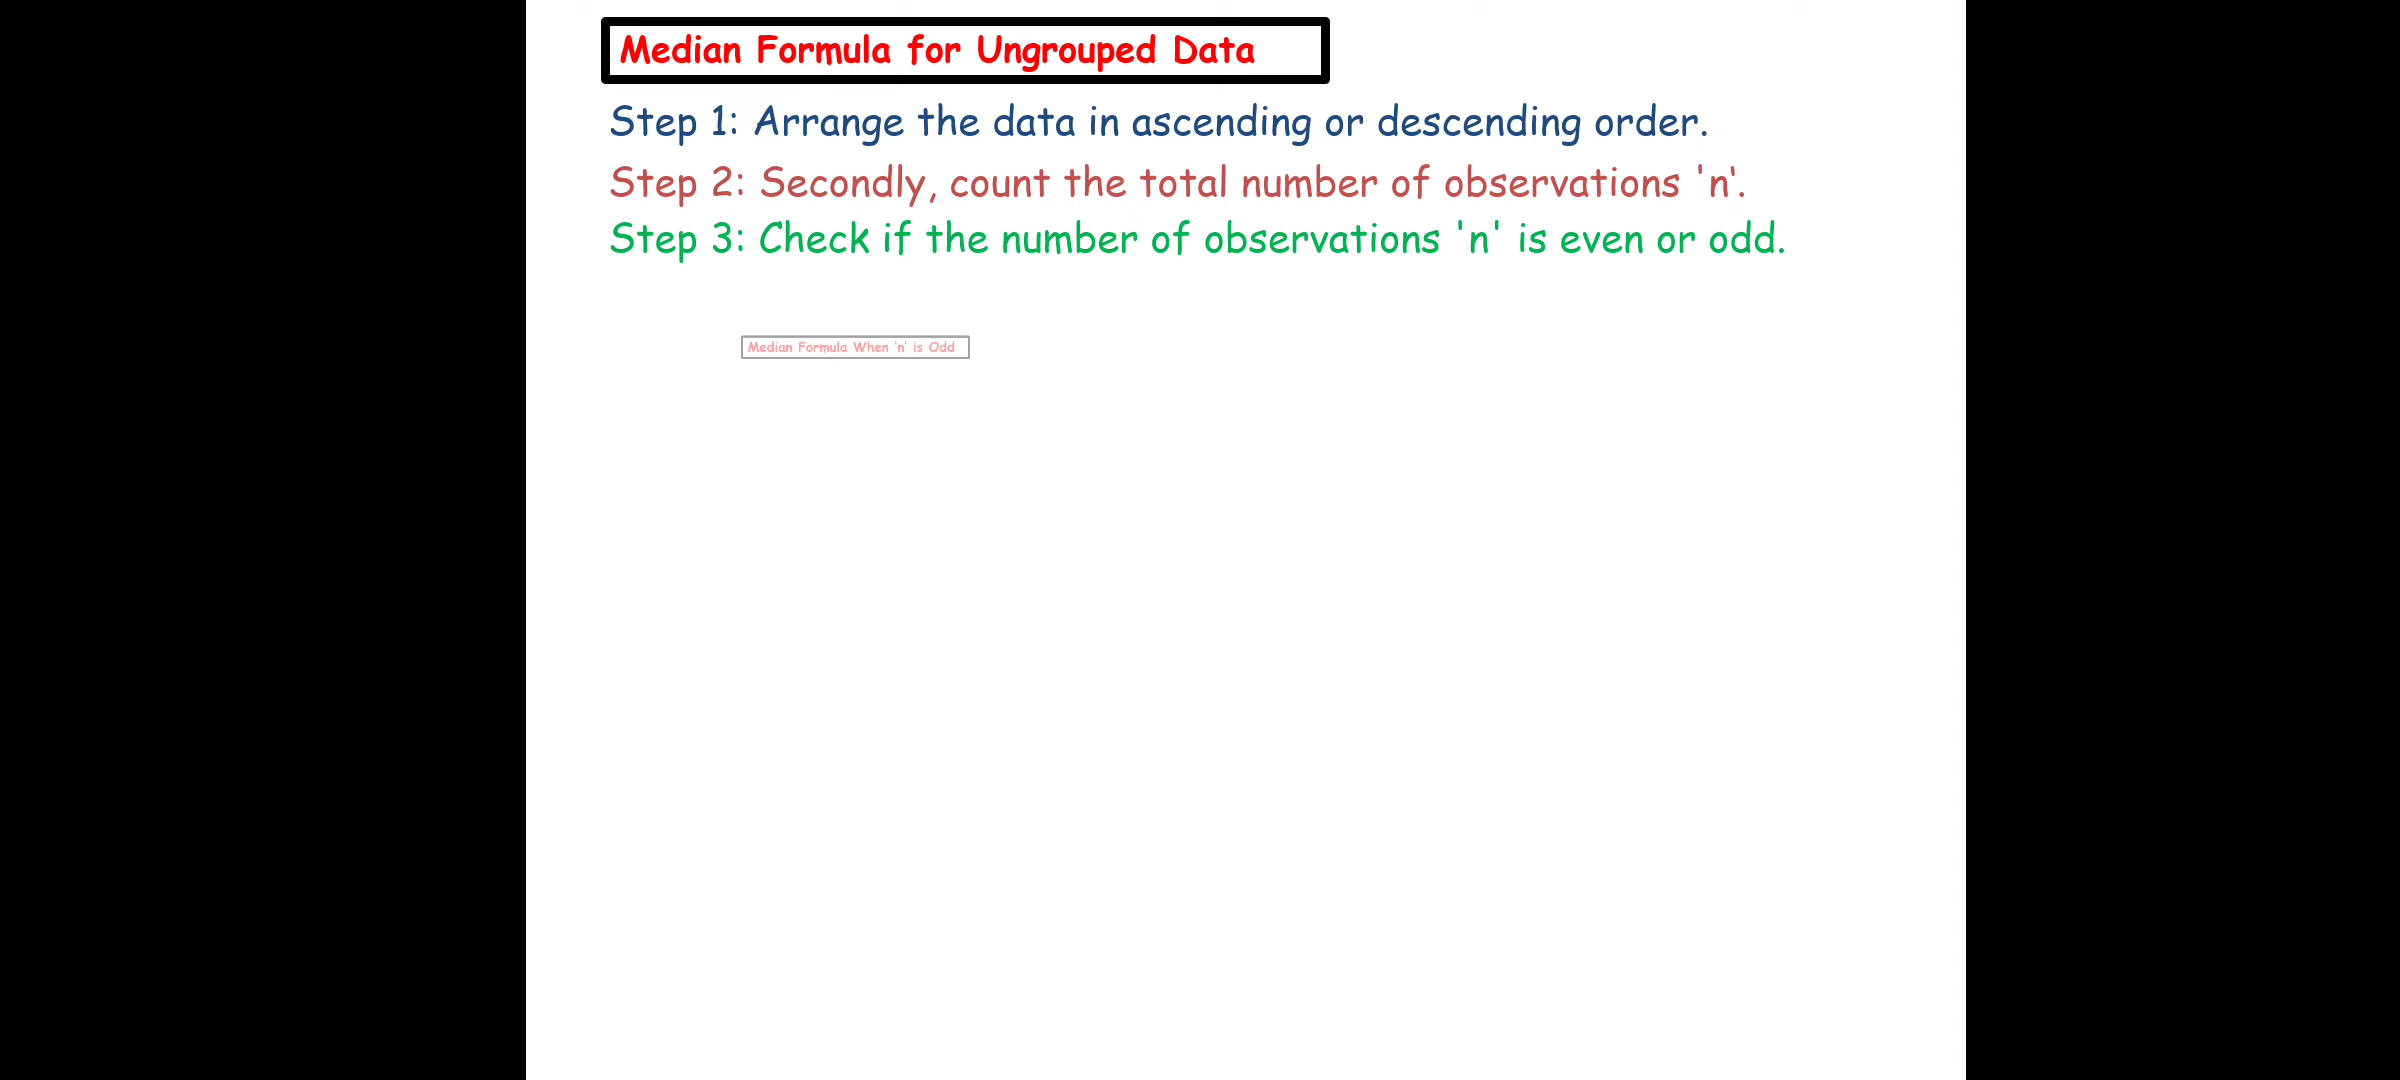 Median Formula for Ungrouped Data
Step 1: Arrange the data in ascending or descending order.
Step 2: Secondly, count the total number of observations 'n'.
Step 3: Check if the number of observations 'n' is even or odd.
Median Formula When 'n' is Odd